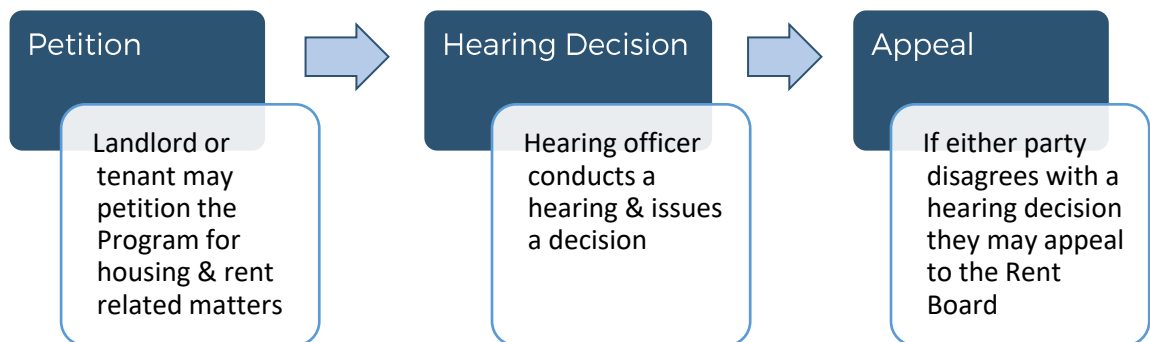 Petition
Landlord or
tenant may
petition the
Program for
housing & rent
related matters
Hearing Decision
Hearing officer
conducts a
hearing & issues
a decision
Appeal
If either party
disagrees with a
hearing decision
they may appeal
to the Rent
Board